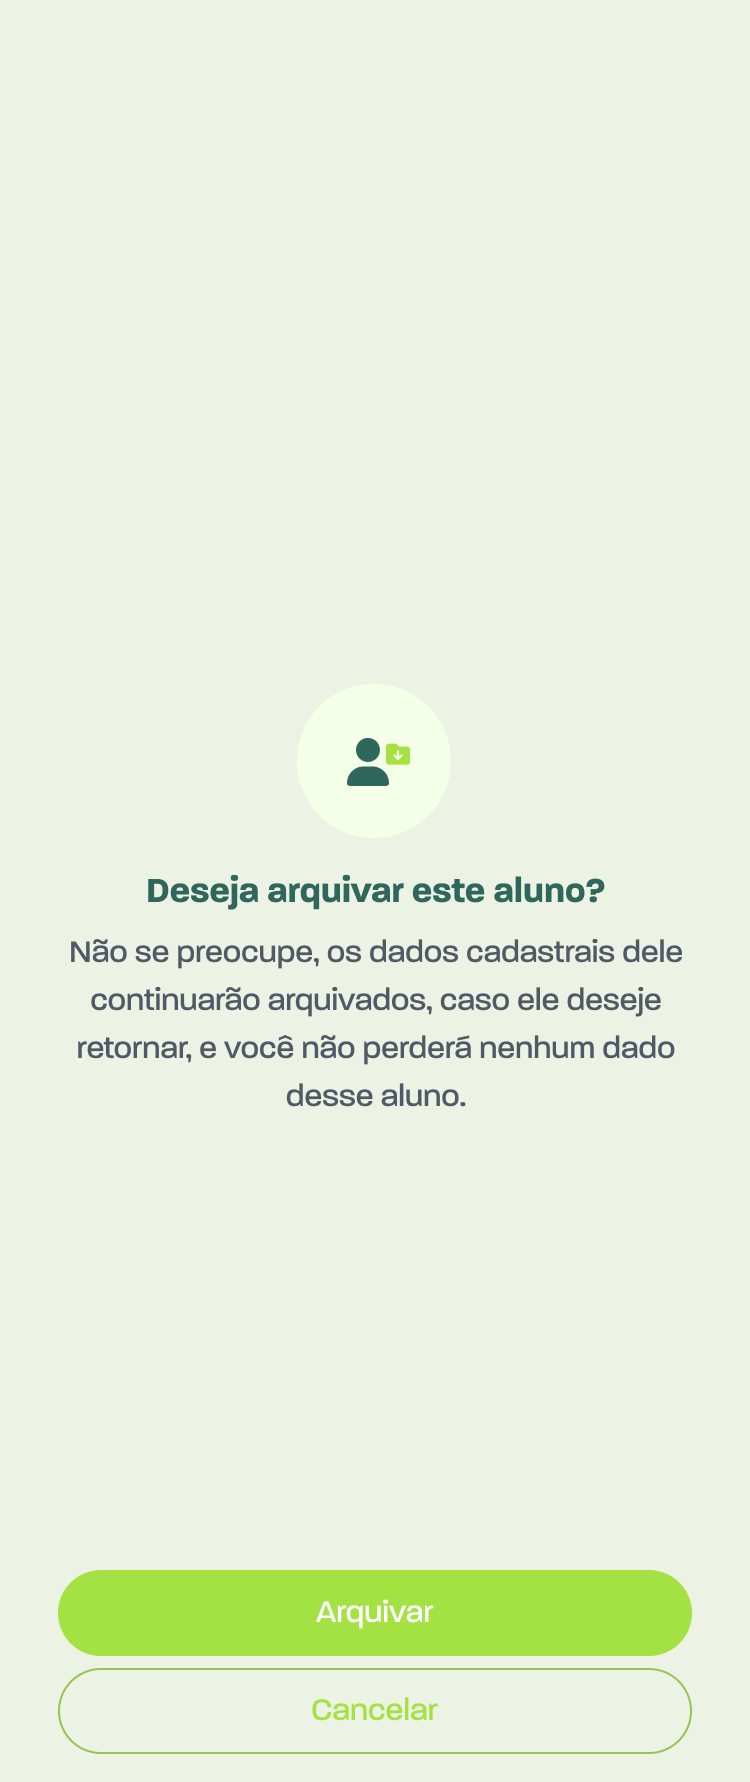 Deseja arquivar este aluno?
Não se preocupe, os dados cadastrais dele
continuarão arquivados, caso ele deseje
retornar, e você não perderá nenhum dado
desse aluno.
Arquivar
Cancelar